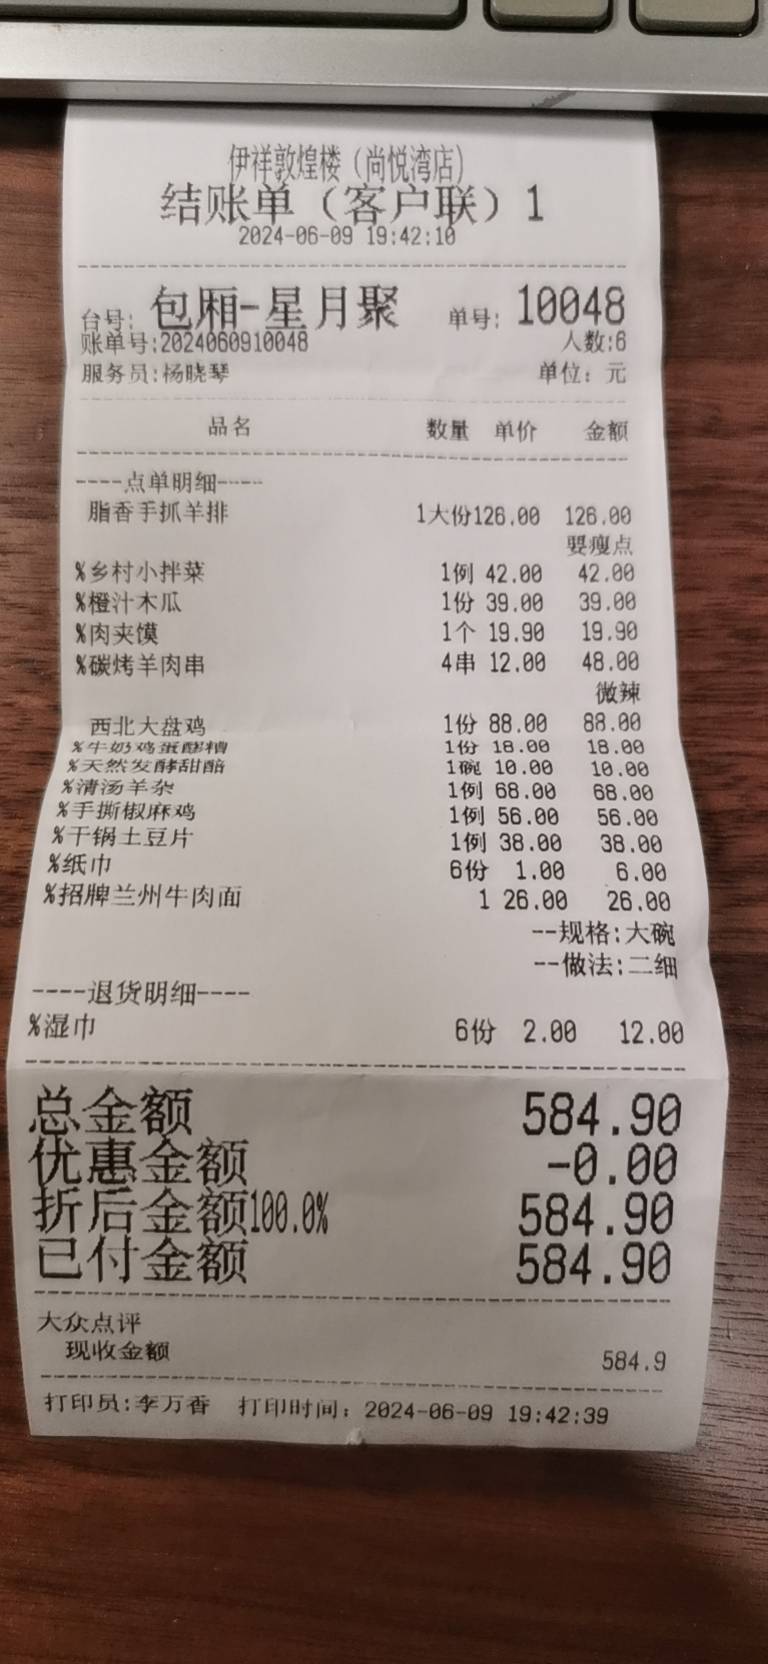 伊祥敦煌楼（尚悦湾店）
结账单（客户联）1
2024-06-09 19:42:10
台号: 包厢-星月聚 单号: 10048
账单号:2024060910048 人数:6
服务员:杨晓琴 单位: 元
品名 数量 单价 金额
----点单明细----
脂香手抓羊排 1大份126.00 126.00
要瘦点
%乡村小拌菜 1例 42.00 42.00
%橙汁木瓜 1份 39.00 39.00
%肉夹馍 1个 19.90 19.90
%碳烤羊肉串 4串 12.00 48.00
微辣
西北大盘鸡 1份 88.00 88.00
%牛奶鸡蛋醪糟 1份 18.00 18.00
%天然发酵甜醅 1碗 10.00 10.00
%清汤羊杂 1例 68.00 68.00
%手撕椒麻鸡 1例 56.00 56.00
%干锅土豆片 1例 38.00 38.00
%纸巾 6份 1.00 6.00
%招牌兰州牛肉面 1 26.00 26.00
--规格:大碗
--做法:二细
----退货明细----
%湿巾 6份 2.00 12.00
总金额 584.90
优惠金额 -0.00
折后金额100.0% 584.90
已付金额 584.90
大众点评
现收金额 584.9
打印员:李万香 打印时间: 2024-06-09 19:42:39